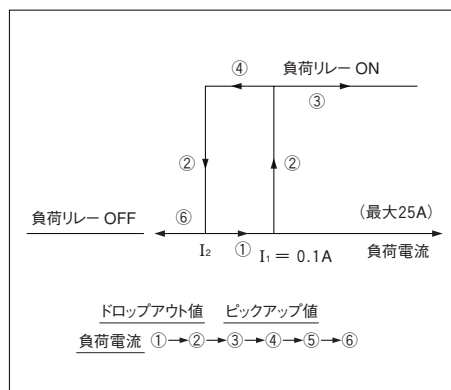 ④
負荷リレー ON
③
②
②
負荷リレー OFF
⑥
(最大25A)
I₂
①
I₁ = 0.1A
負荷電流
ドロップアウト値
ピックアップ値
負荷電流 ①→②→③→④→⑤→⑥